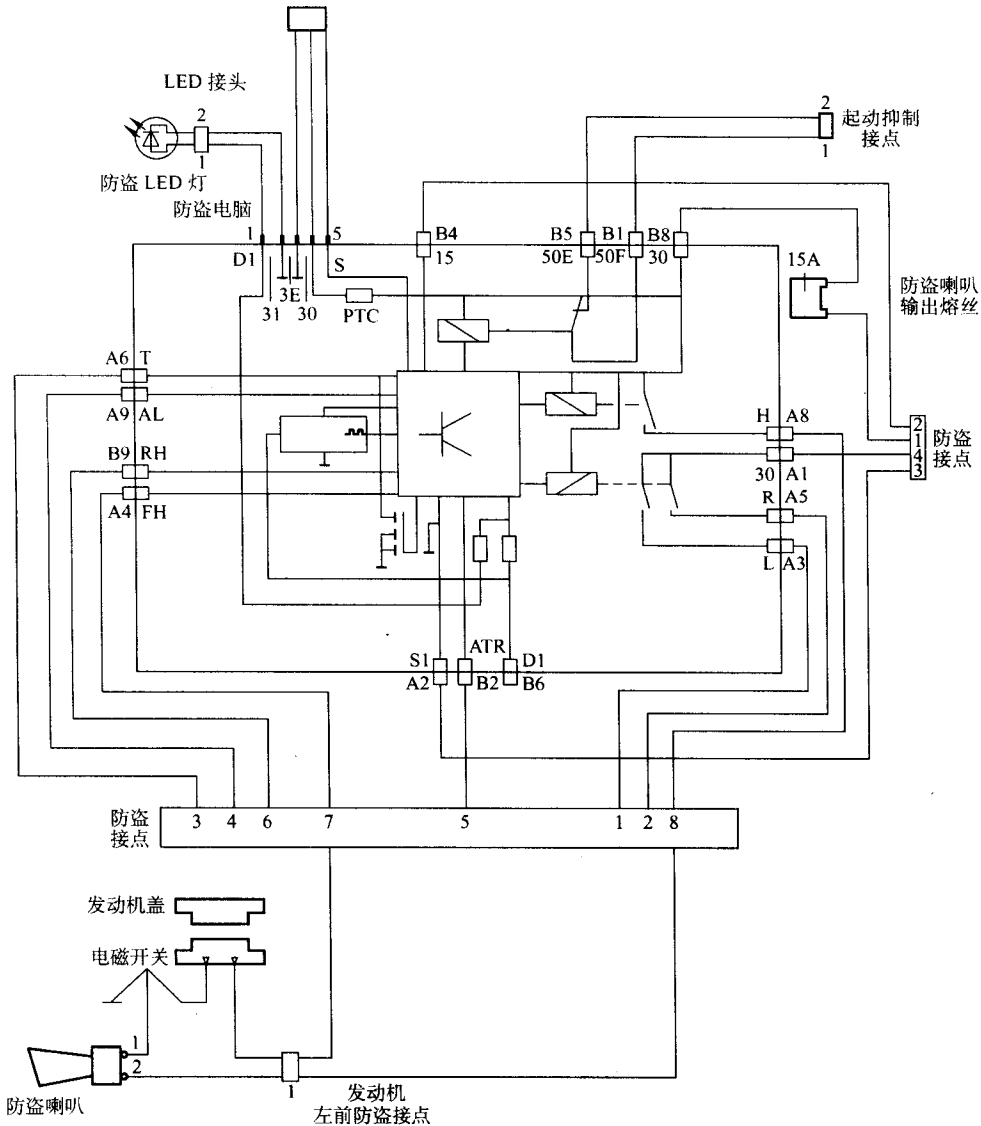 LED 接头
2
1
防盗 LED 灯
防盗电脑
2
起动抑制
接点
1
1
5
D1
S
31
3E
30
PTC
B4
15
B5
50E
B1
50F
B8
30
15A
防盗喇叭
输出熔丝
A6 T
A9 AL
B9 RH
A4 FH
H A8
30 A1
R A5
L A3
2
1
4
3
防盗
接点
S1
A2
ATR
B2
D1
B6
防盗
接点
3 4 6 7 5 1 2 8
发动机盖
电磁开关
1
2
防盗喇叭
1
发动机
左前防盗接点